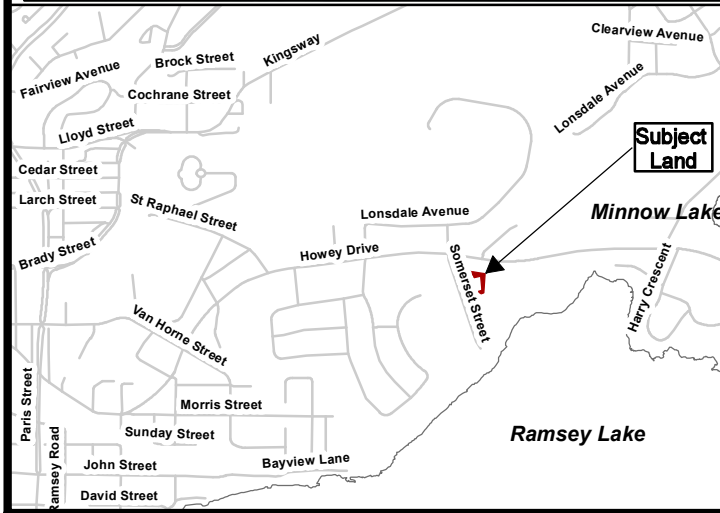 Clearview Avenue
Kingsway
Brock Street
Fairview Avenue
Cochrane Street
Lonsdale Avenue
Lloyd Street
Subject
Land
Cedar Street
Larch Street
St Raphael Street
Lonsdale Avenue
Minnow Lake
Brady Street
Howey Drive
Somerset Street
Harry Crescent
Van Horne Street
Paris Street
Morris Street
Sunday Street
Ramsey Lake
Ramsey Road
John Street
Bayview Lane
David Street